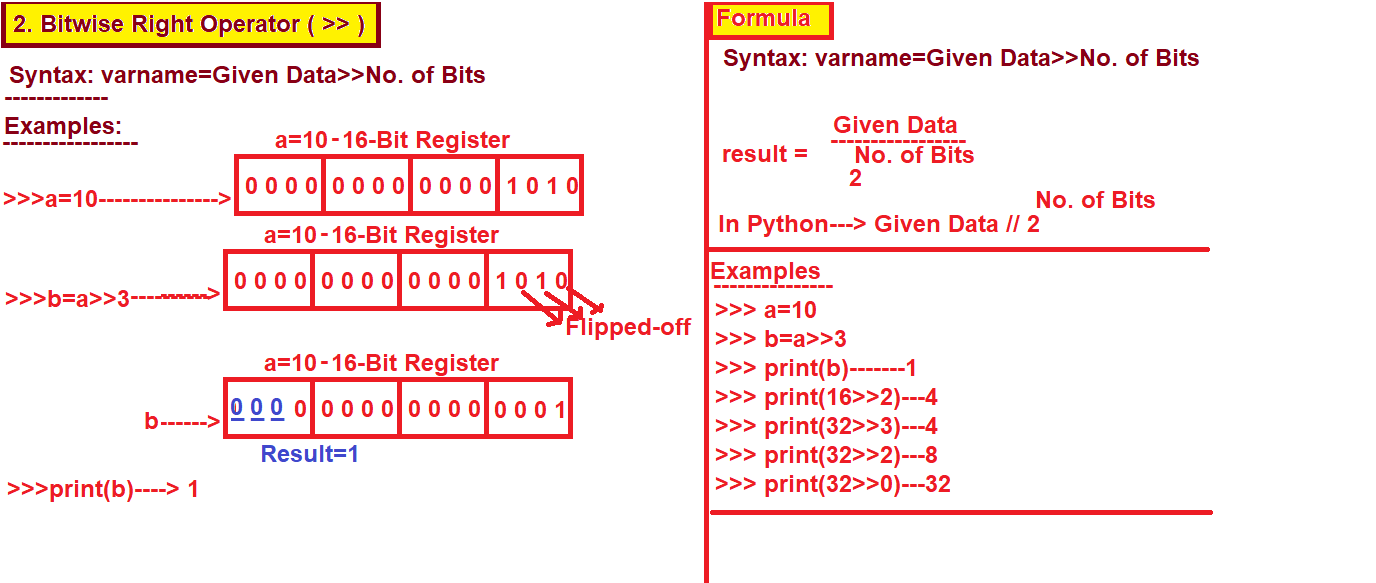 2. Bitwise Right Operator ( >> )
Syntax: varname=Given Data>>No. of Bits
-------------
Examples:
-----------------
a=10-16-Bit Register
>>>a=10--------------->
0 0 0 0 0 0 0 0 0 0 0 0 1 0 1 0
a=10-16-Bit Register
>>>b=a>>3----------->
0 0 0 0 0 0 0 0 0 0 0 0 1 0 1 0
Flipped-off
a=10-16-Bit Register
b------>
0 0 0 0 0 0 0 0 0 0 0 0 0 0 0 1
Result=1
>>>print(b)----> 1
Formula
Syntax: varname=Given Data>>No. of Bits
Given Data
------------------
result =
No. of Bits
2
No. of Bits
In Python---> Given Data // 2
Examples
---------------
>>> a=10
>>> b=a>>3
>>> print(b)-------1
>>> print(16>>2)---4
>>> print(32>>3)---4
>>> print(32>>2)---8
>>> print(32>>0)---32